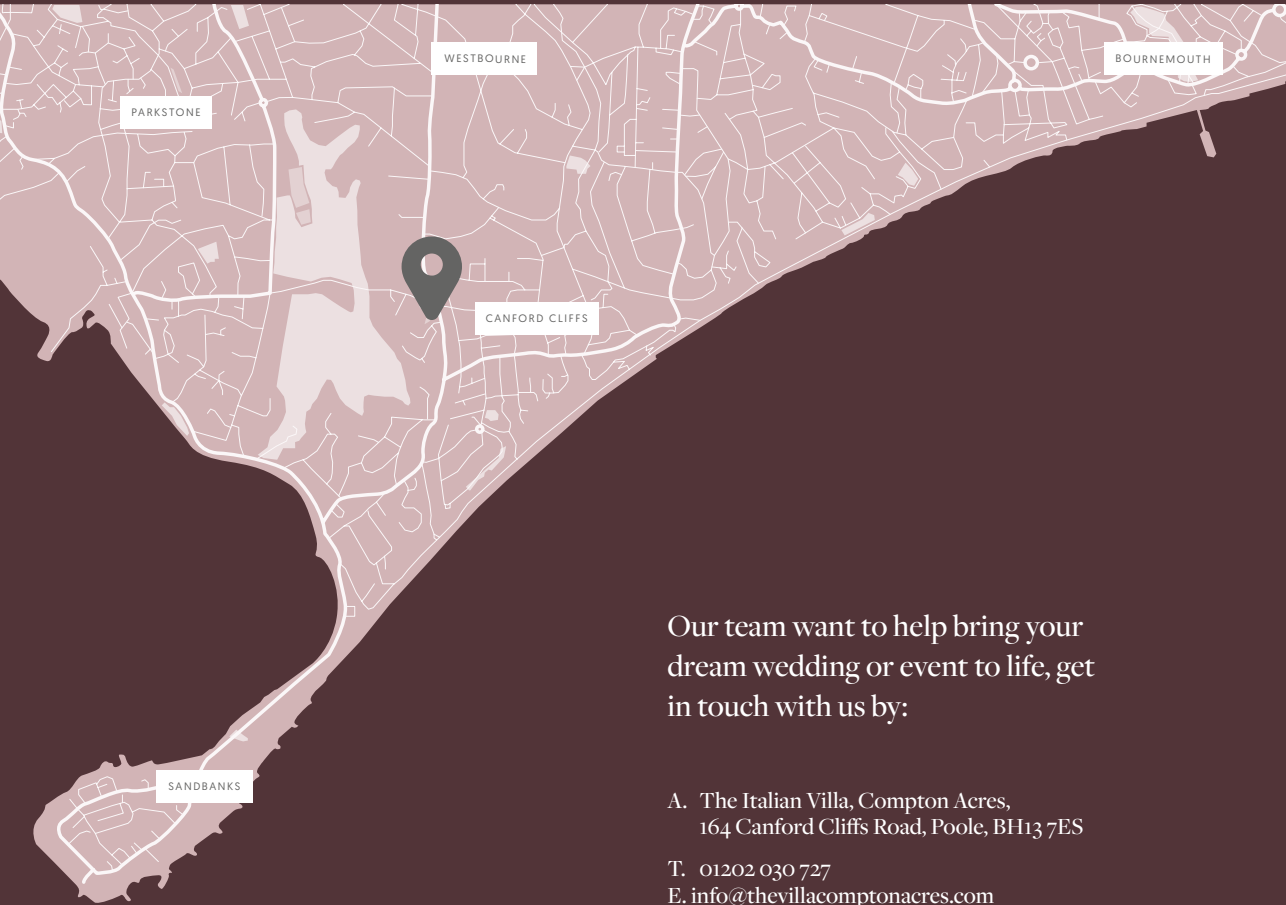 WESTBOURNE
BOURNEMOUTH
PARKSTONE
CANFORD CLIFFS
SANDBANKS
Our team want to help bring your
dream wedding or event to life, get
in touch with us by:
A. The Italian Villa, Compton Acres,
164 Canford Cliffs Road, Poole, BH13 7ES
T. 01202 030 727
E. info@thevillacomptonacres.com